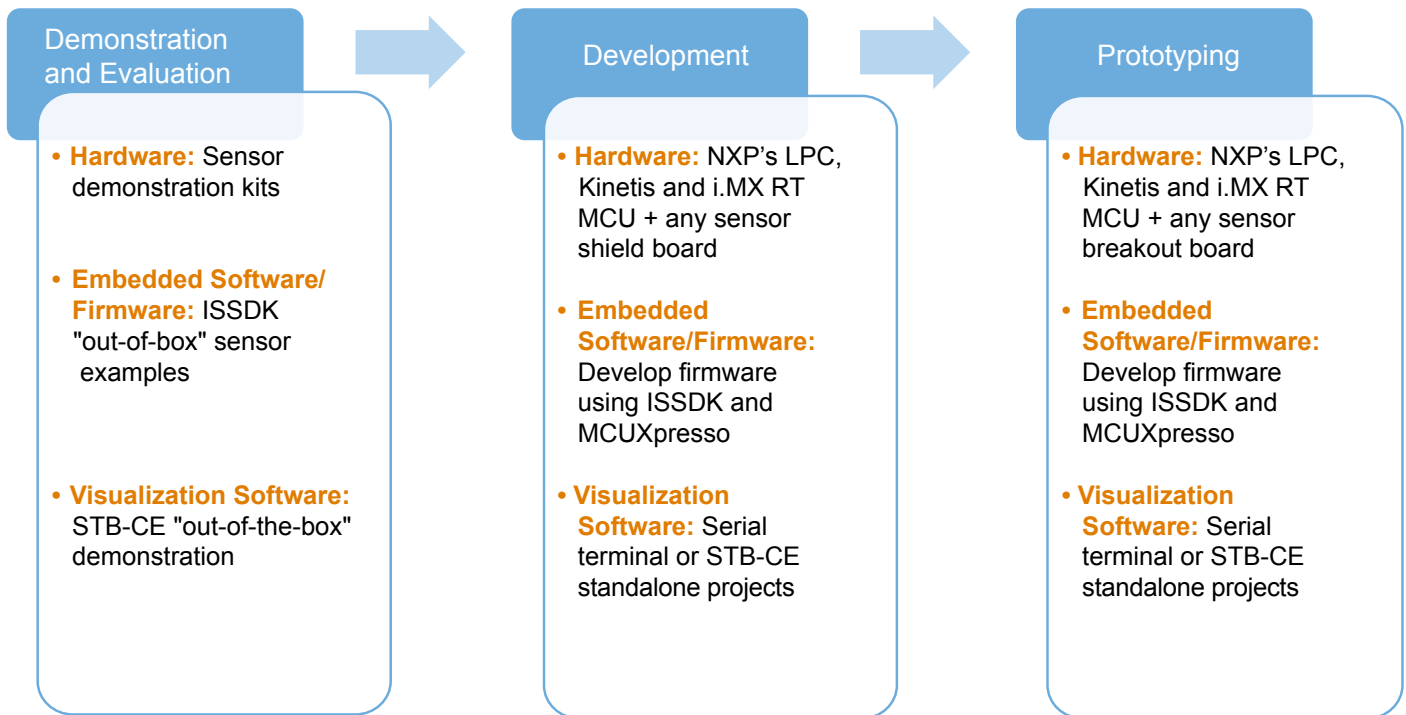 Demonstration
and Evaluation
• Hardware: Sensor
demonstration kits
• Embedded Software/
Firmware: ISSDK
"out-of-box" sensor
examples
• Visualization Software:
STB-CE "out-of-the-box"
demonstration
Development
• Hardware: NXP's LPC,
Kinetis and i.MX RT
MCU + any sensor
shield board
• Embedded
Software/Firmware:
Develop firmware
using ISSDK and
MCUXpresso
• Visualization
Software: Serial
terminal or STB-CE
standalone projects
Prototyping
• Hardware: NXP's LPC,
Kinetis and i.MX RT
MCU + any sensor
breakout board
• Embedded
Software/Firmware:
Develop firmware
using ISSDK and
MCUXpresso
• Visualization
Software: Serial
terminal or STB-CE
standalone projects